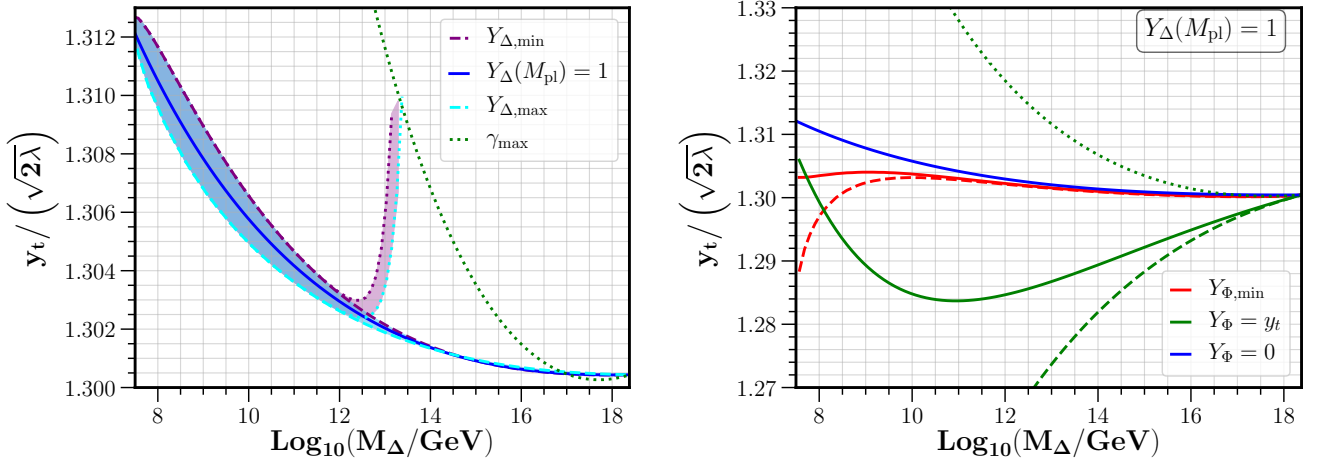 1.312
1.310
1.308
1.306
1.304
1.302
1.300
y_t/(√2λ)
Y_Δ,min
Y_Δ(M_pl) = 1
Y_Δ,max
γ_max
8 10 12 14 16 18
Log_10(M_Δ/GeV)
1.33
1.32
1.31
1.30
1.29
1.28
1.27
y_t/(√2λ)
Y_Δ(M_pl) = 1
Y_Φ,min
Y_Φ = y_t
Y_Φ = 0
8 10 12 14 16 18
Log_10(M_Δ/GeV)